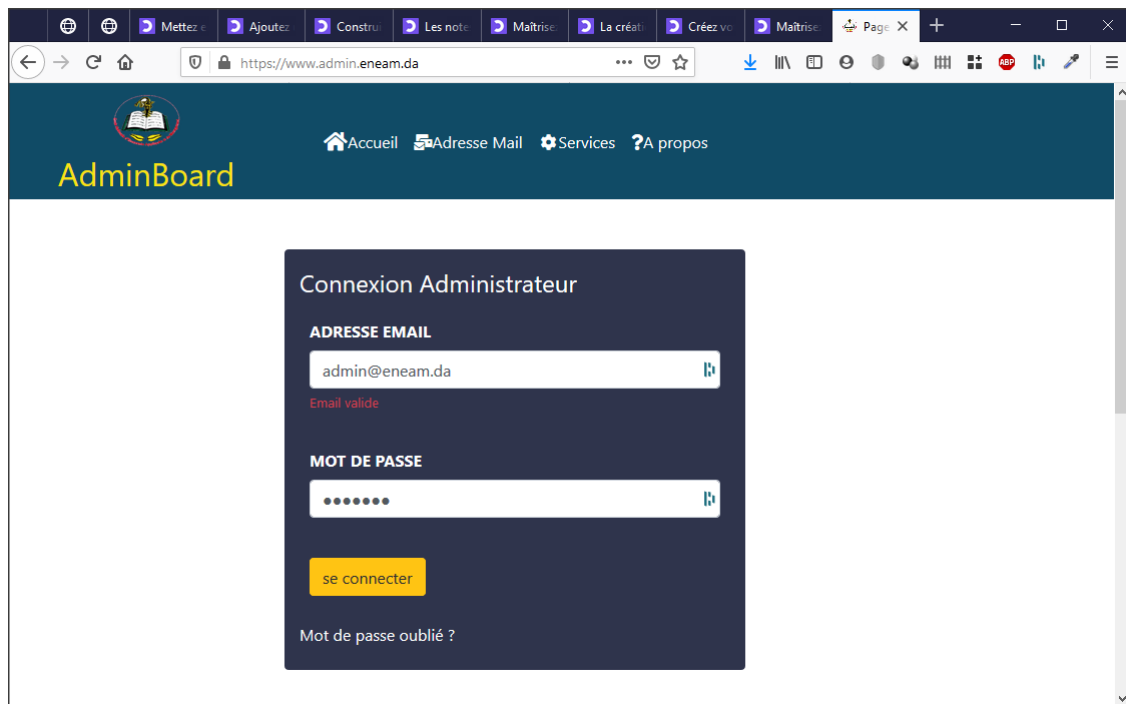 Mettez e Ajoutez Construi Les note Maîtrise La créati Créez vo Maîtrise Page
https://www.admin.eneam.da
ABP
Accueil Adresse Mail Services ?A propos
AdminBoard
Connexion Administrateur
ADRESSE EMAIL
admin@eneam.da
Email valide
MOT DE PASSE
•••••••
se connecter
Mot de passe oublié ?